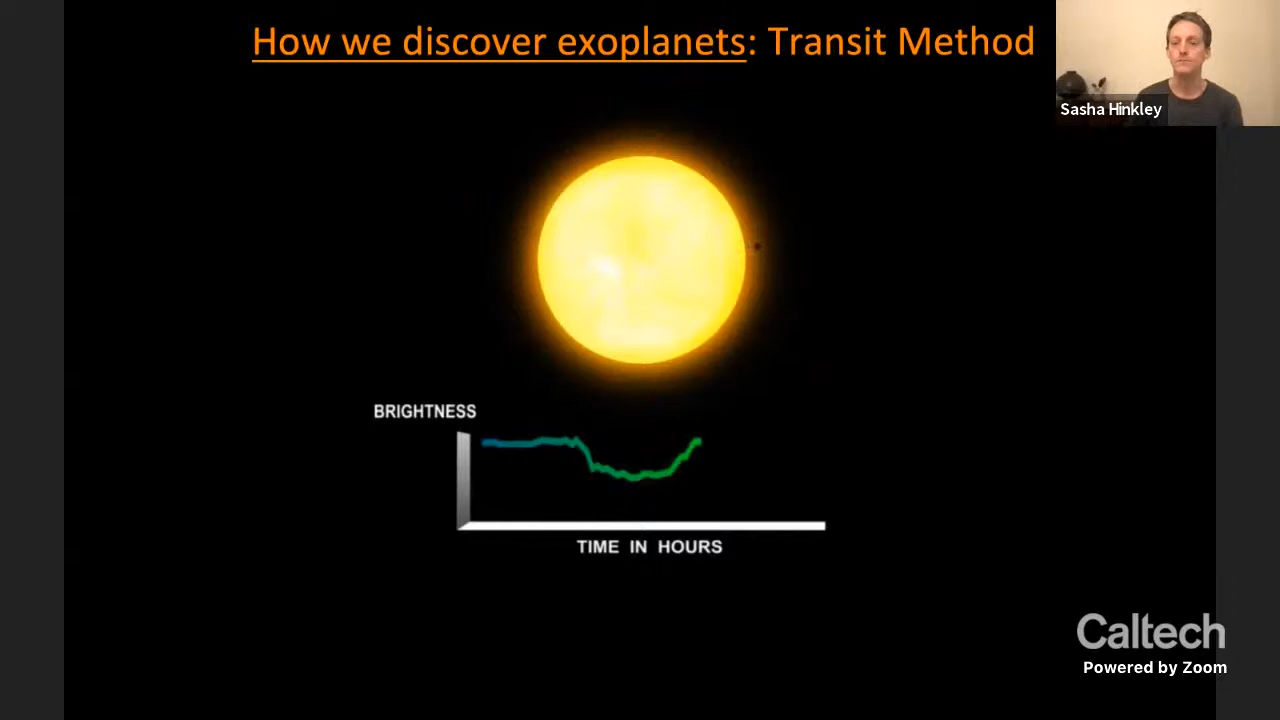 How we discover exoplanets: Transit Method
Sasha Hinkley
BRIGHTNESS
TIME IN HOURS
Caltech
Powered by Zoom